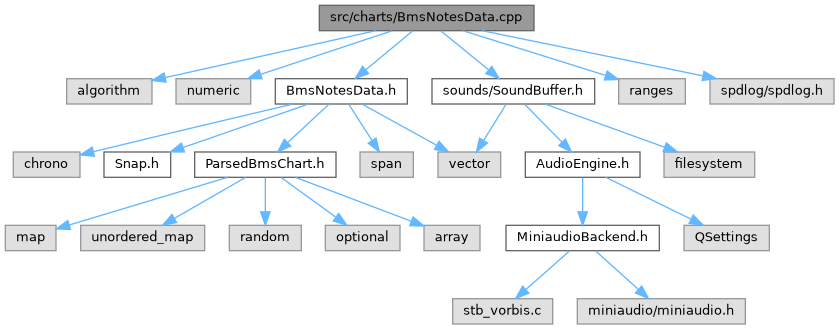 src/charts/BmsNotesData.cpp
algorithm
numeric
BmsNotesData.h
sounds/SoundBuffer.h
ranges
spdlog/spdlog.h
chrono
Snap.h
ParsedBmsChart.h
span
vector
AudioEngine.h
filesystem
map
unordered_map
random
optional
array
MiniaudioBackend.h
QSettings
stb_vorbis.c
miniaudio/miniaudio.h